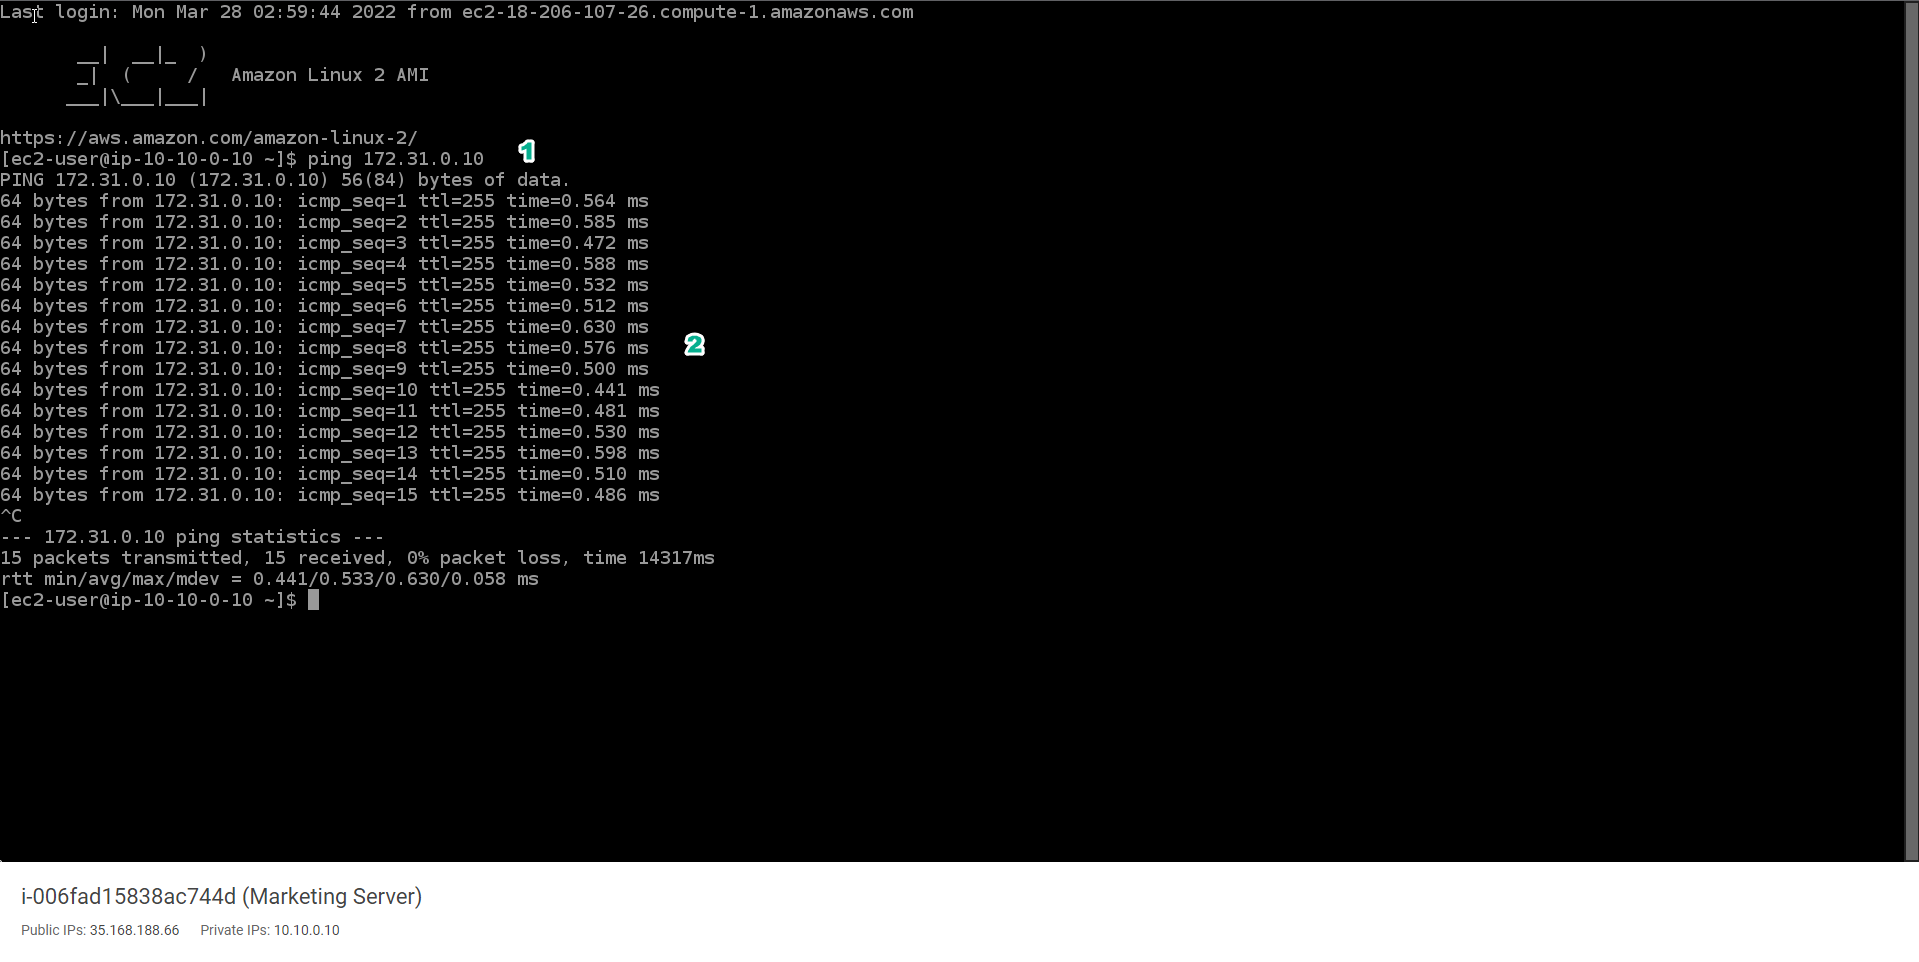 Last login: Mon Mar 28 02:59:44 2022 from ec2-18-206-107-26.compute-1.amazonaws.com
       __|  __|_  )
       _|  (     /   Amazon Linux 2 AMI
      ___|\___|___|
https://aws.amazon.com/amazon-linux-2/
[ec2-user@ip-10-10-0-10 ~]$ ping 172.31.0.10 1
PING 172.31.0.10 (172.31.0.10) 56(84) bytes of data.
64 bytes from 172.31.0.10: icmp_seq=1 ttl=255 time=0.564 ms
64 bytes from 172.31.0.10: icmp_seq=2 ttl=255 time=0.585 ms
64 bytes from 172.31.0.10: icmp_seq=3 ttl=255 time=0.472 ms
64 bytes from 172.31.0.10: icmp_seq=4 ttl=255 time=0.588 ms
64 bytes from 172.31.0.10: icmp_seq=5 ttl=255 time=0.532 ms
64 bytes from 172.31.0.10: icmp_seq=6 ttl=255 time=0.512 ms
64 bytes from 172.31.0.10: icmp_seq=7 ttl=255 time=0.630 ms
64 bytes from 172.31.0.10: icmp_seq=8 ttl=255 time=0.576 ms 2
64 bytes from 172.31.0.10: icmp_seq=9 ttl=255 time=0.500 ms
64 bytes from 172.31.0.10: icmp_seq=10 ttl=255 time=0.441 ms
64 bytes from 172.31.0.10: icmp_seq=11 ttl=255 time=0.481 ms
64 bytes from 172.31.0.10: icmp_seq=12 ttl=255 time=0.530 ms
64 bytes from 172.31.0.10: icmp_seq=13 ttl=255 time=0.598 ms
64 bytes from 172.31.0.10: icmp_seq=14 ttl=255 time=0.510 ms
64 bytes from 172.31.0.10: icmp_seq=15 ttl=255 time=0.486 ms
^C
--- 172.31.0.10 ping statistics ---
15 packets transmitted, 15 received, 0% packet loss, time 14317ms
rtt min/avg/max/mdev = 0.441/0.533/0.630/0.058 ms
[ec2-user@ip-10-10-0-10 ~]$
i-006fad15838ac744d (Marketing Server)
Public IPs: 35.168.188.66 Private IPs: 10.10.0.10